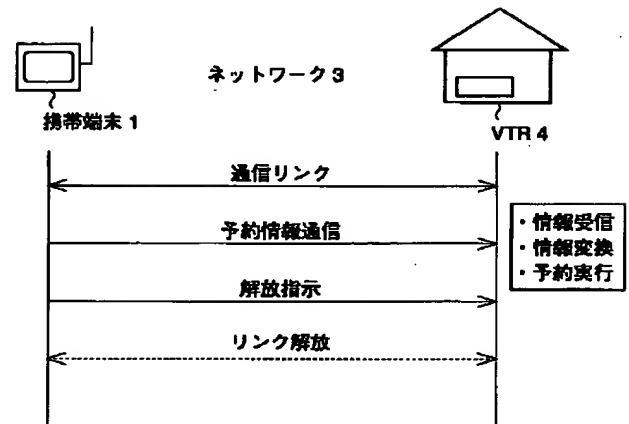 ネットワーク3
携帯端末1
VTR4
通信リンク
予約情報通信
・情報受信
・情報変換
・予約実行
解放指示
リンク解放